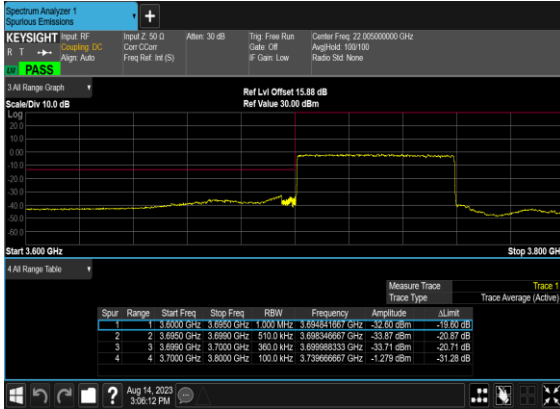 Spectrum Analyzer 1
Spurious Emissions
+
KEYSIGHT Input: RF Input Z: 50 Ω Atten: 30 dB Trig: Free Run Center Freq: 22.005000000 GHz
R T Coupling: DC Corr CCorr Gate: Off Avg|Hold: 100/100
Align: Auto Freq Ref: Int (S) IF Gain: Low Radio Std: None
PASS
3 All Range Graph
Ref Lvl Offset 15.88 dB
Scale/Div 10.0 dB Ref Value 30.00 dBm
Log
20.0
10.0
0.00
-10.0
-20.0
-30.0
-40.0
-50.0
-60.0
Start 3.600 GHz Stop 3.800 GH
4 All Range Table
Measure Trace Trace 1
Trace Type Trace Average (Active)
Spur Range Start Freq Stop Freq RBW Frequency Amplitude ΔLimit
1 1 3.6000 GHz 3.6950 GHz 1.000 MHz 3.694841667 GHz -32.60 dBm -19.60 dB
2 2 3.6950 GHz 3.6990 GHz 510.0 kHz 3.698346667 GHz -33.87 dBm -20.87 dB
3 3 3.6990 GHz 3.7000 GHz 360.0 kHz 3.699988333 GHz -33.71 dBm -20.71 dB
4 4 3.7000 GHz 3.8000 GHz 100.0 kHz 3.739666667 GHz -1.279 dBm -31.28 dB
? Aug 14, 2023
3:06:12 PM